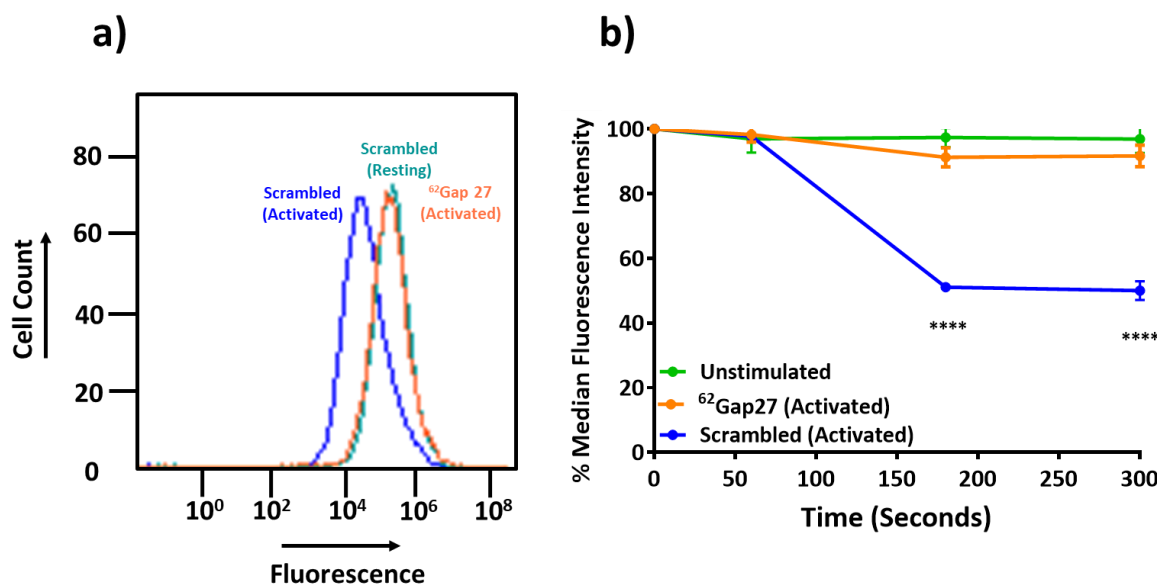 a)
Cell Count
80
60
40
20
0
Scrambled
(Resting)
Scrambled
(Activated)
⁶²Gap 27
(Activated)
10⁰
10²
10⁴
10⁶
10⁸
Fluorescence
b)
% Median Fluorescence Intensity
100
80
60
40
20
0
****
****
Unstimulated
⁶²Gap27 (Activated)
Scrambled (Activated)
0
50
100
150
200
250
300
Time (Seconds)